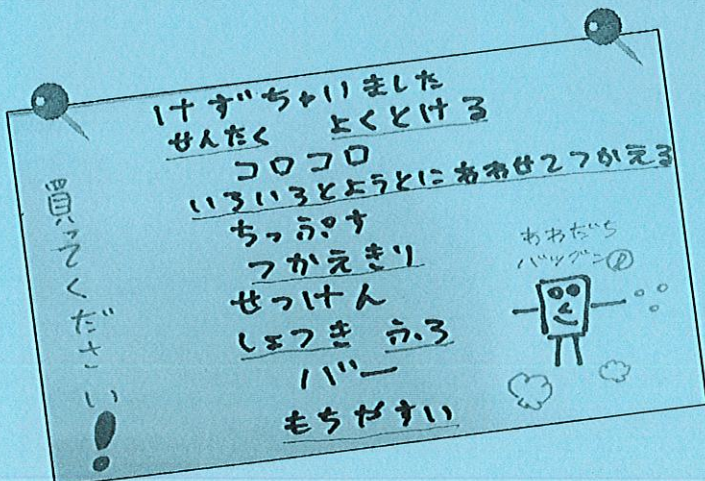 けずちゃいました
せんたく よくとける
コロコロ
いろいろとようとにあわせてつかえる
ちっぷす
つかえきり
せっけん
しょっき ふろ
バー
もちやすい
買ってください!
あわだち
バツグン